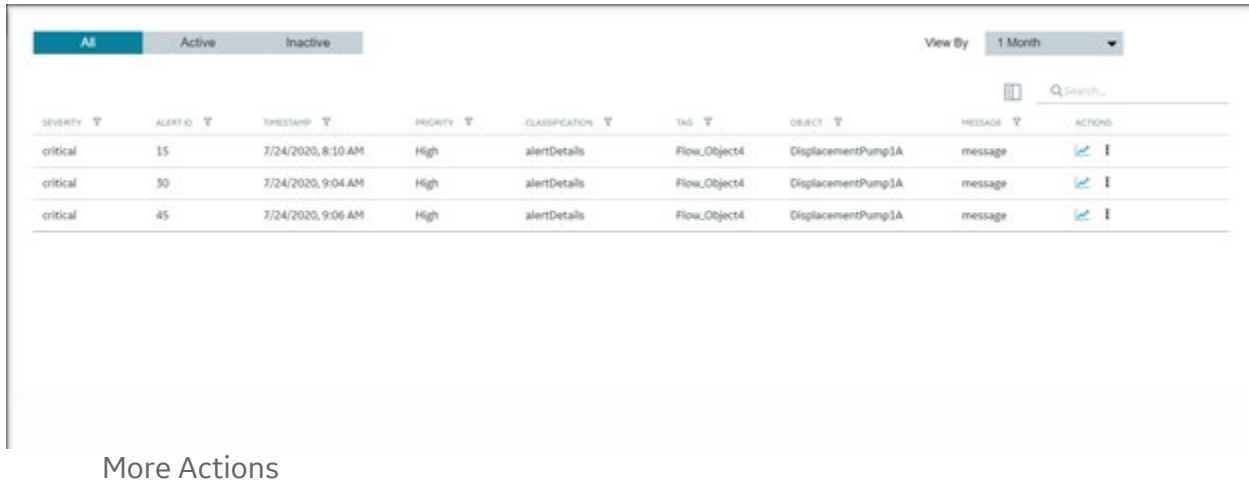 All Active Inactive View By 1 Month
Search...
SEVERITY ALERT ID TIMESTAMP PRIORITY CLASSIFICATION TAG OBJECT MESSAGE ACTIONS
critical 15 7/24/2020, 8:10 AM High alertDetails Flow_Object4 DisplacementPump1A message
critical 30 7/24/2020, 9:04 AM High alertDetails Flow_Object4 DisplacementPump1A message
critical 45 7/24/2020, 9:06 AM High alertDetails Flow_Object4 DisplacementPump1A message
More Actions